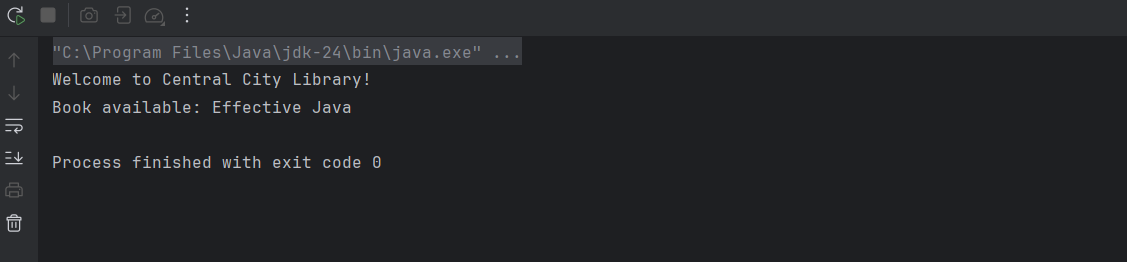 "C:\Program Files\Java\jdk-24\bin\java.exe" ...
Welcome to Central City Library!
Book available: Effective Java
Process finished with exit code 0